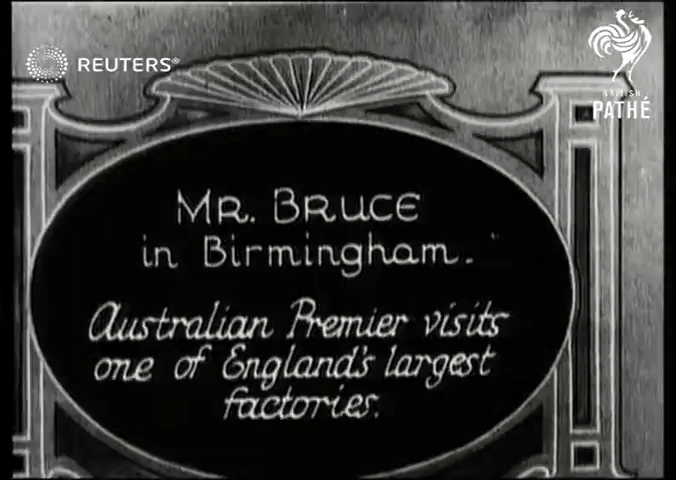 REUTERS®
BRITISH
PATHÉ
MR. BRUCE
in Birmingham.
Australian Premier visits
one of England's largest
factories.